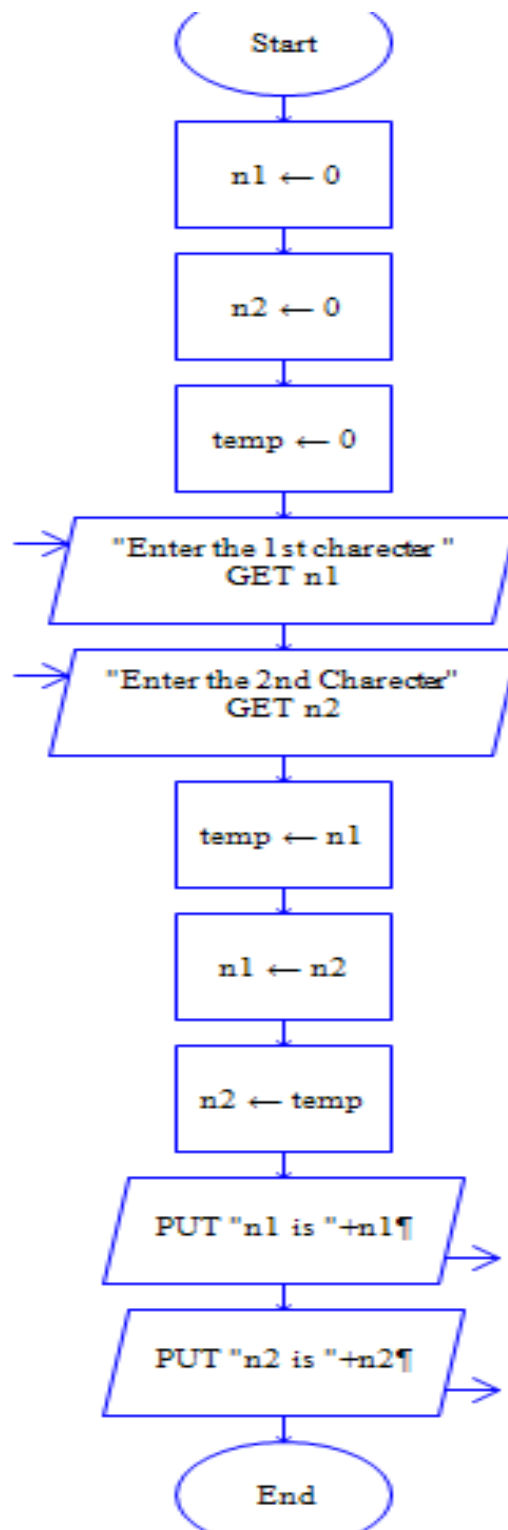 Start
n1 ← 0
n2 ← 0
temp ← 0
"Enter the 1st charecter "
GET n1
"Enter the 2nd Charecter"
GET n2
temp ← n1
n1 ← n2
n2 ← temp
PUT "n1 is "+n1¶
PUT "n2 is "+n2¶
End